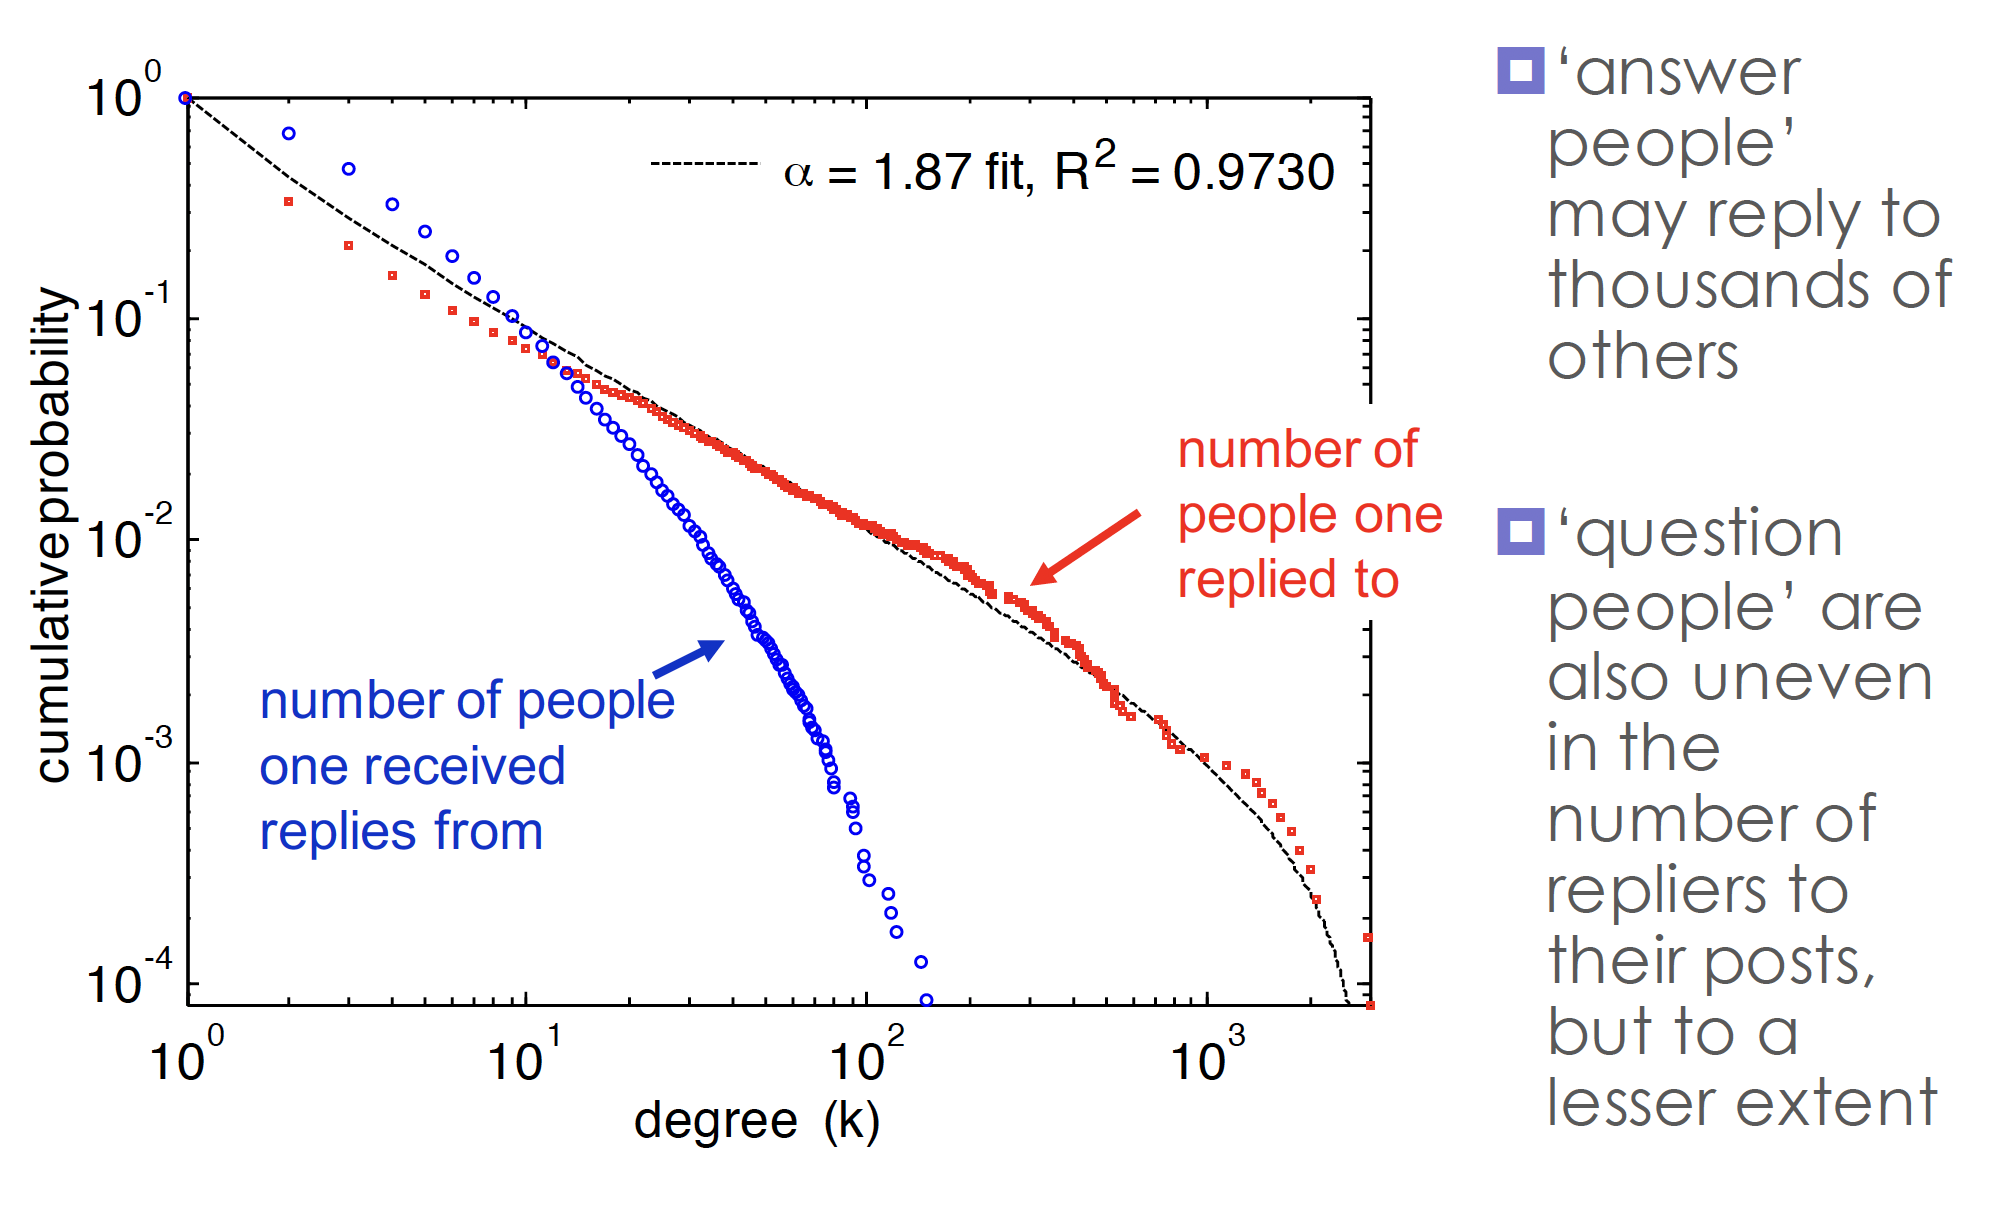 10^0
10^-1
10^-2
10^-3
10^-4
cumulative probability
α = 1.87 fit, R^2 = 0.9730
number of
people one
replied to
number of people
one received
replies from
10^0
10^1
10^2
10^3
degree (k)
‘answer
people’
may reply to
thousands of
others
‘question
people’ are
also uneven
in the
number of
repliers to
their posts,
but to a
lesser extent